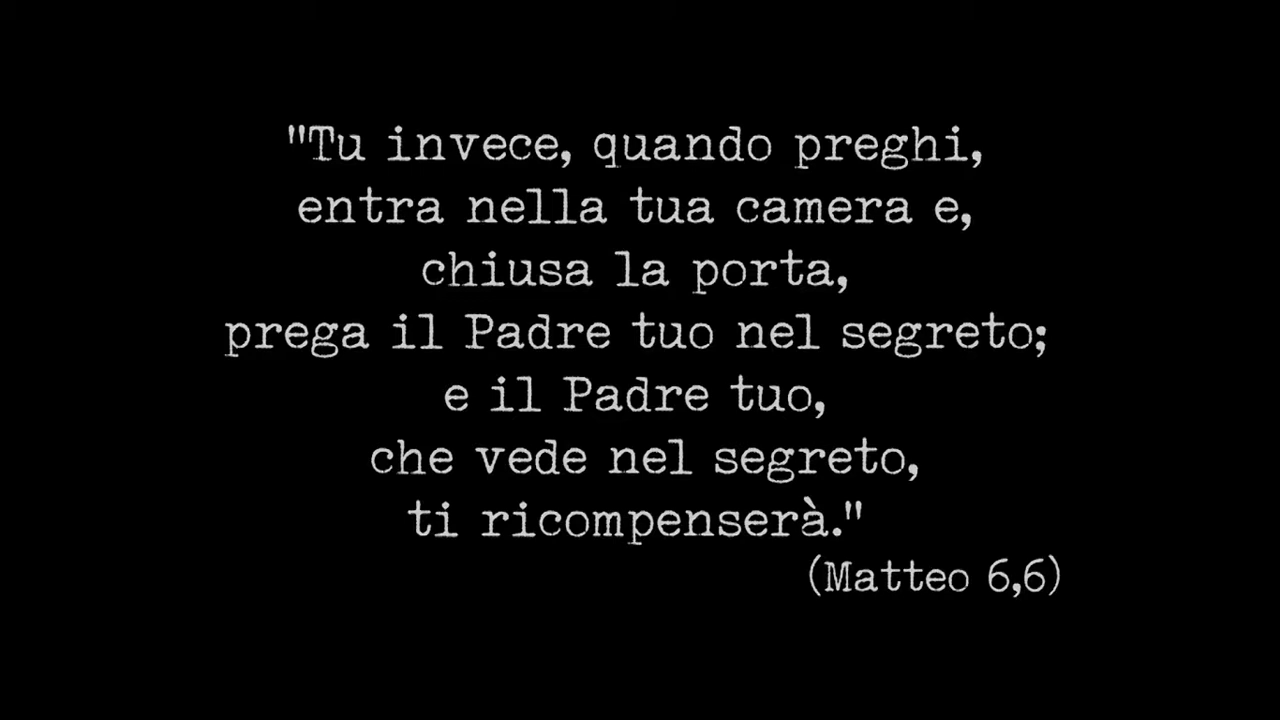 "Tu invece, quando preghi,
entra nella tua camera e,
chiusa la porta,
prega il Padre tuo nel segreto;
e il Padre tuo,
che vede nel segreto,
ti ricompenserà."
(Matteo 6,6)